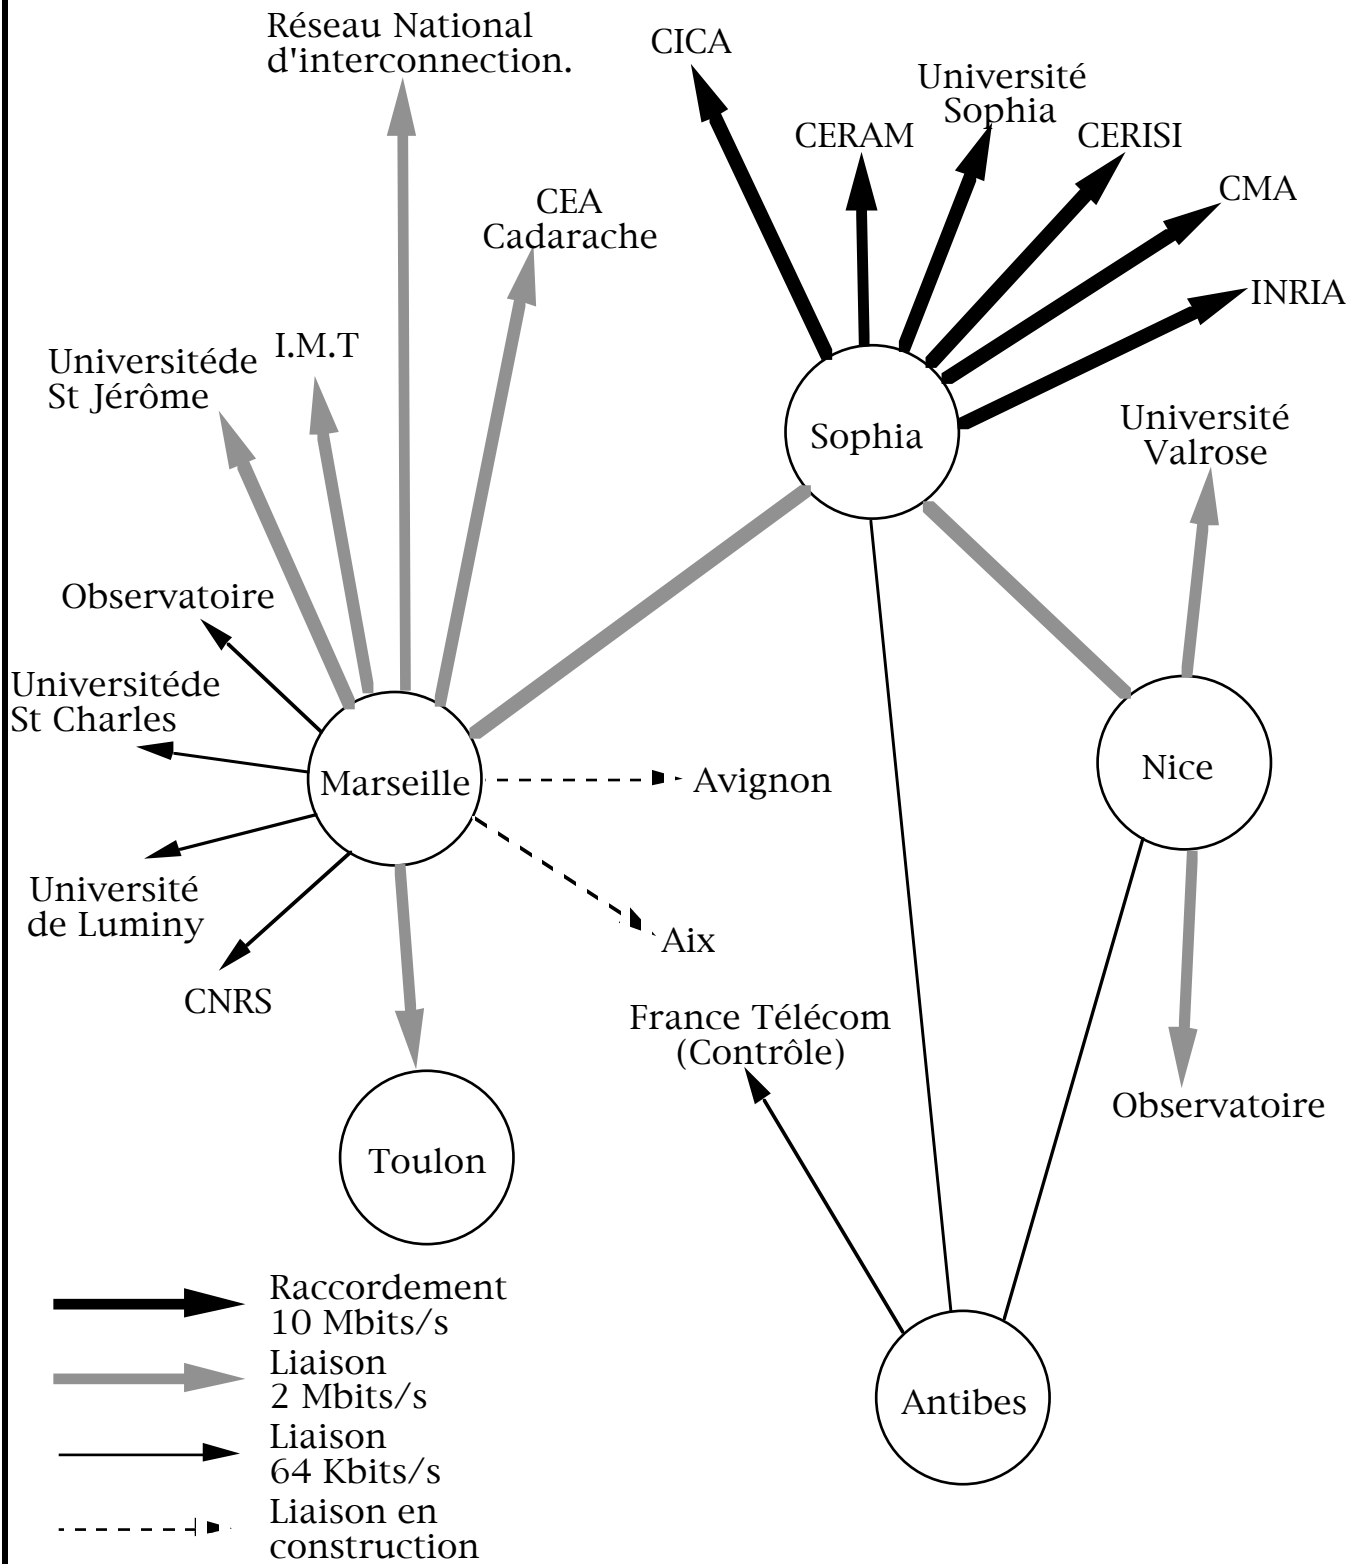 Réseau National
d'interconnection.
CICA
Université
Sophia
CERAM
CERISI
CMA
CEA
Cadarache
INRIA
I.M.T
Universitéde
St Jérôme
Sophia
Université
Valrose
Observatoire
Universitéde
St Charles
Marseille
Avignon
Nice
Université
de Luminy
Aix
CNRS
France Télécom
(Contrôle)
Observatoire
Toulon
Antibes
Raccordement
10 Mbits/s
Liaison
2 Mbits/s
Liaison
64 Kbits/s
Liaison en
construction